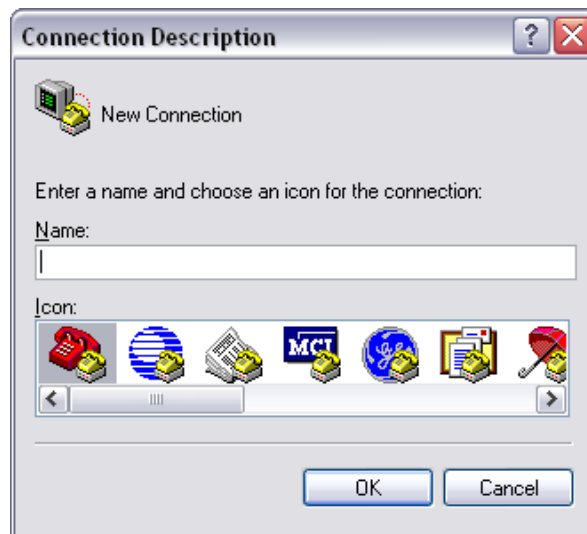 Connection Description
New Connection
Enter a name and choose an icon for the connection:
Name:
Icon:
MCI
OK
Cancel